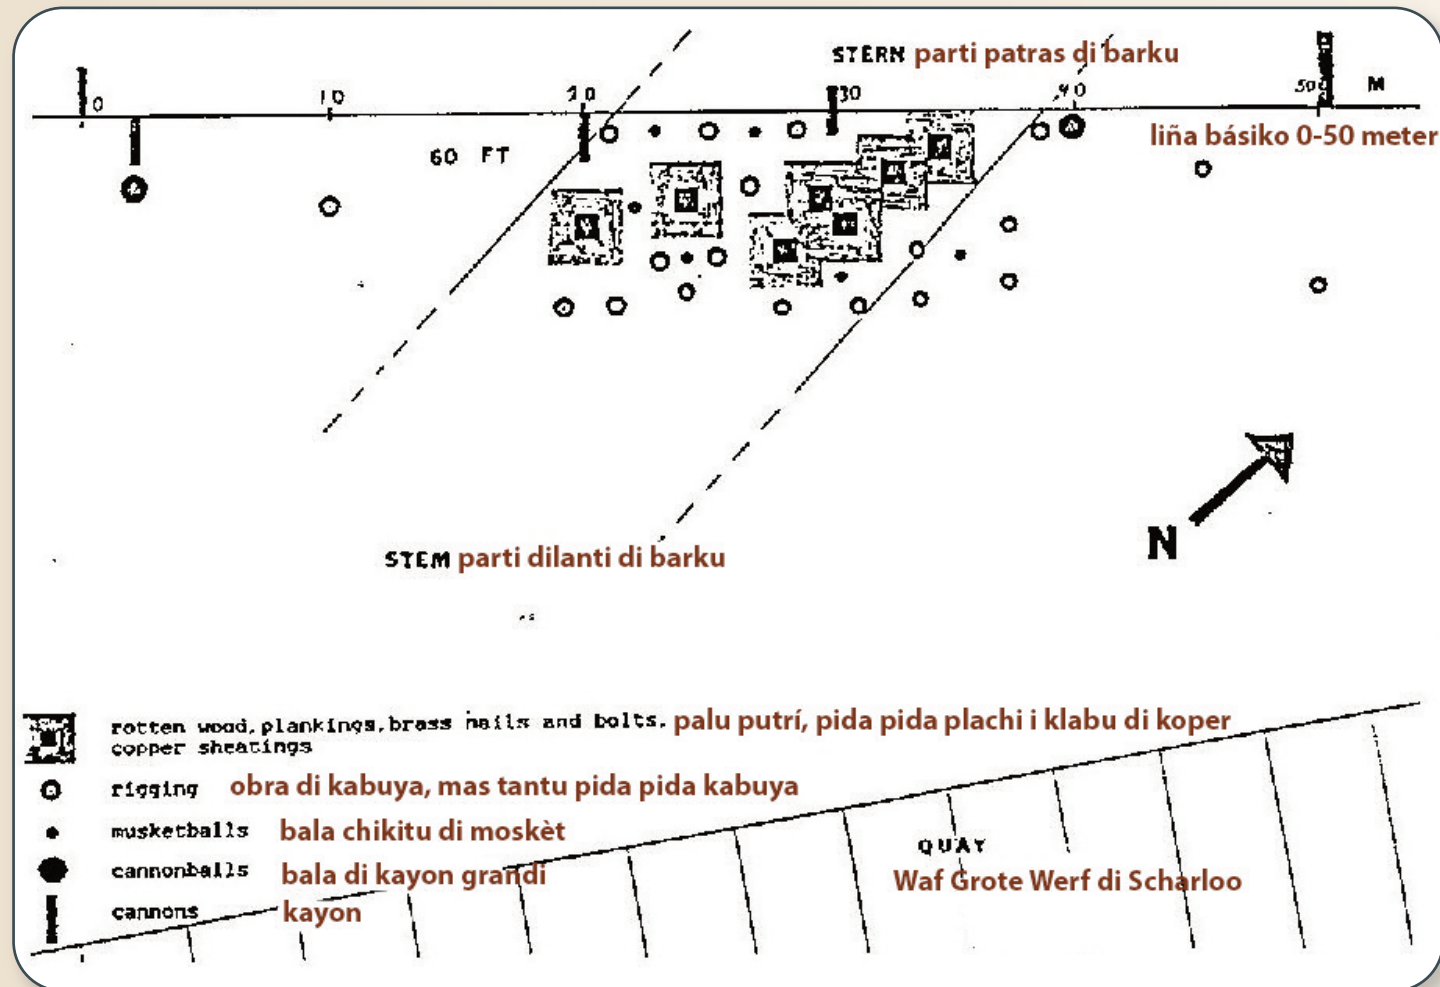 STERN parti patras di barku
0 10 20 30 40 50 M
60 FT
liña básiko 0-50 meter
N
STEM parti dilanti di barku
rotten wood,plankings,brass nails and bolts, palu putrí, pida pida plachi i klabu di koper
copper sheatings
rigging obra di kabuya, mas tantu pida pida kabuya
musketballs bala chikitu di moskèt
cannonballs bala di kayon grandi
cannons kayon
QUAY
Waf Grote Werf di Scharloo